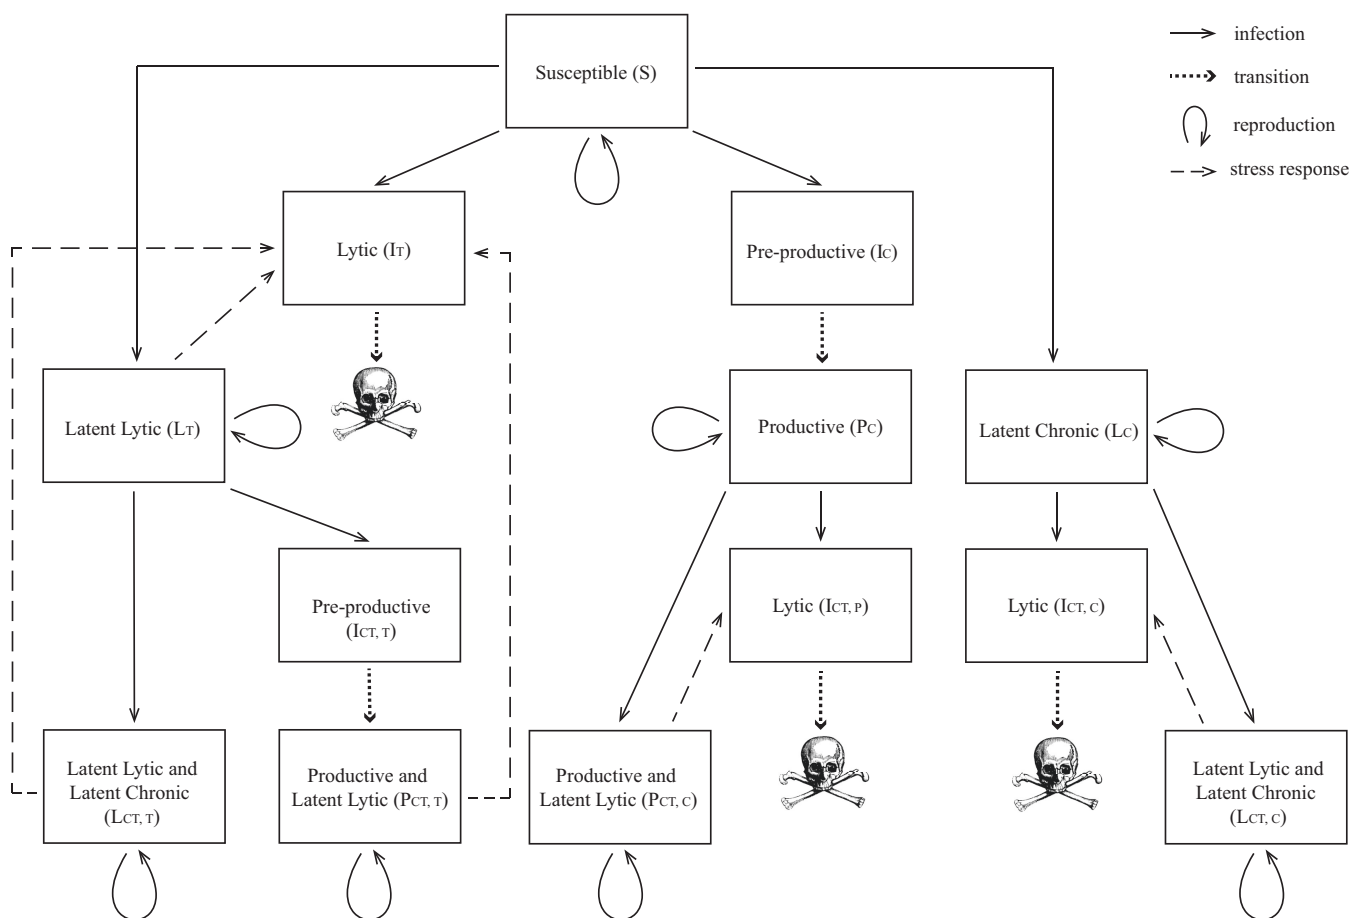 Susceptible (S)
infection
transition
reproduction
stress response
Lytic (IT)
Pre-productive (IC)
Latent Lytic (LT)
Productive (PC)
Latent Chronic (LC)
Pre-productive
(ICT, T)
Lytic (ICT, P)
Lytic (ICT, C)
Latent Lytic and
Latent Chronic
(LCT, T)
Productive and
Latent Lytic (PCT, T)
Productive and
Latent Lytic (PCT, C)
Latent Lytic and
Latent Chronic
(LCT, C)